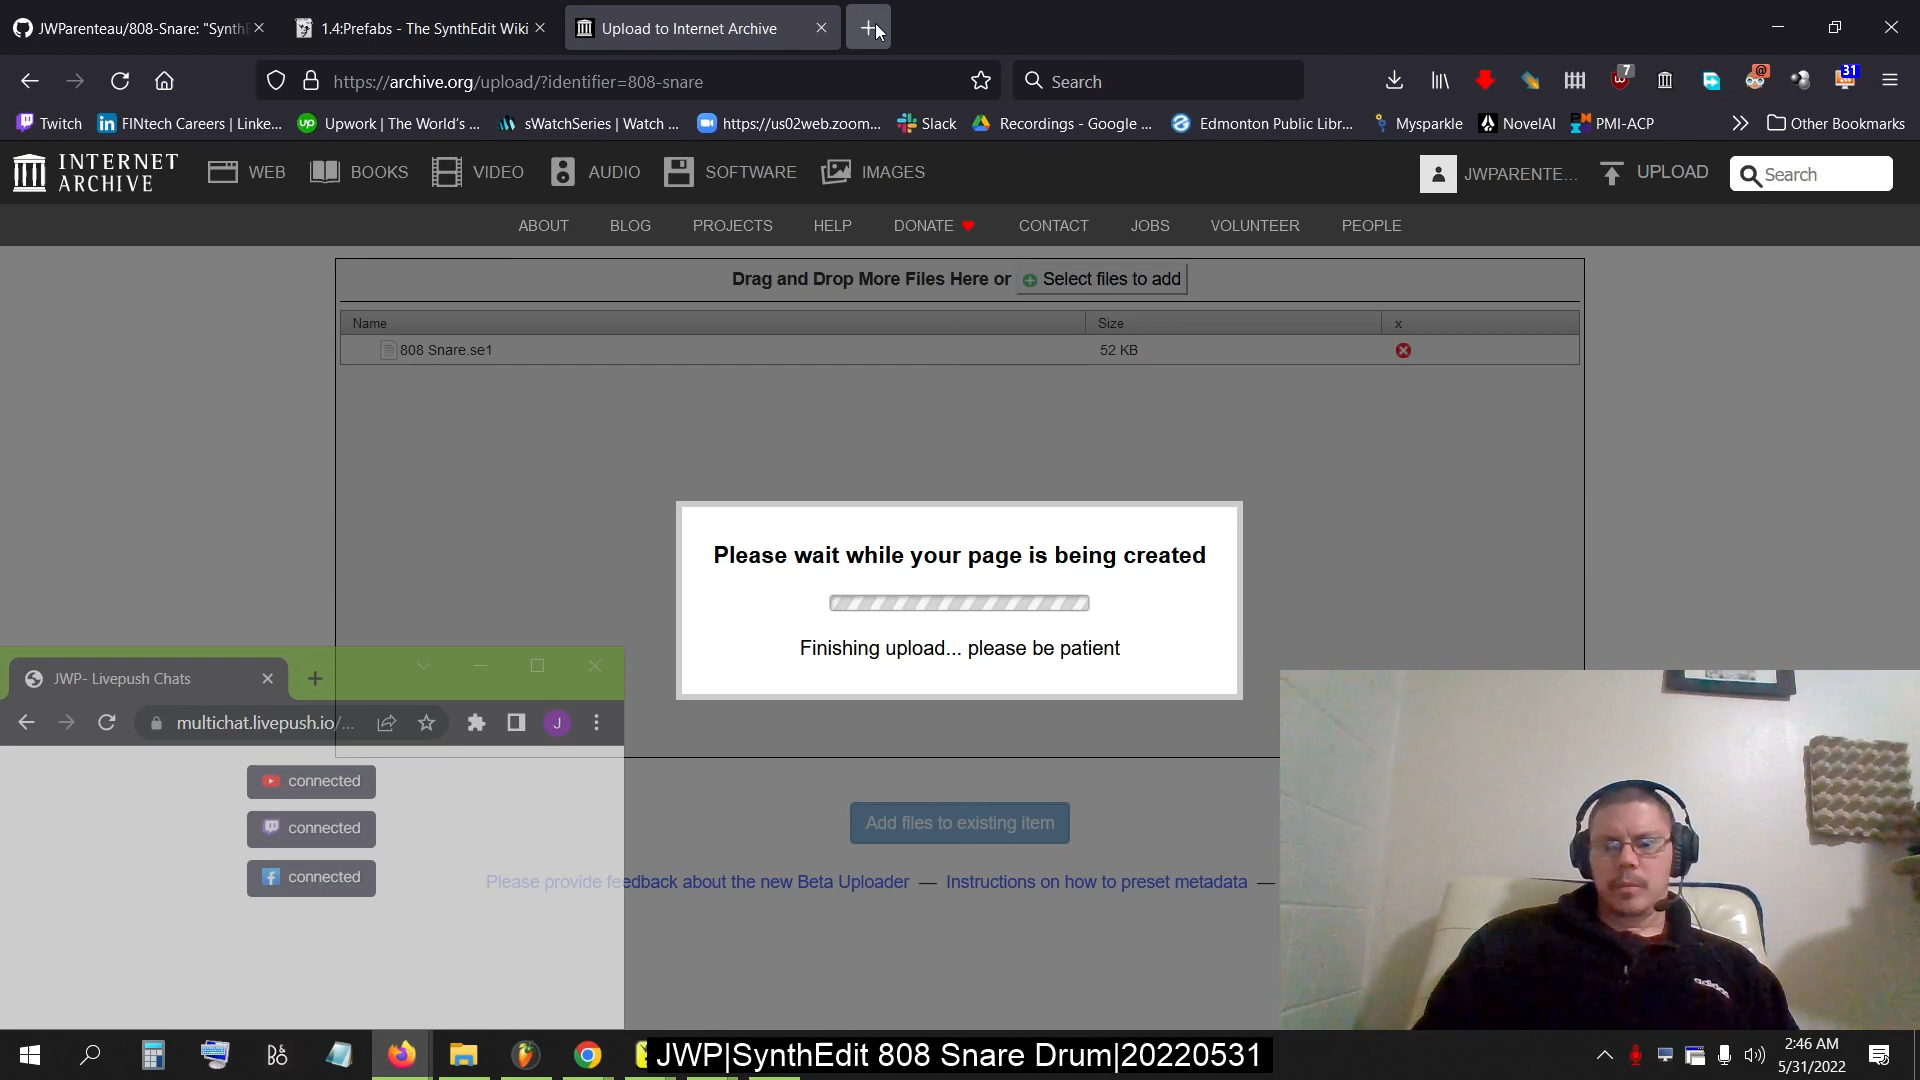 JWParenteau/808-Snare: "SynthE
1.4:Prefabs - The SynthEdit Wiki
Upload to Internet Archive
https://archive.org/upload/?identifier=808-snare
Search
7
@
31
Twitch
FINtech Careers | Linke...
Upwork | The World's ...
sWatchSeries | Watch ...
https://us02web.zoom...
Slack
Recordings - Google ...
Edmonton Public Libr...
Mysparkle
NovelAI
PMI-ACP
Other Bookmarks
INTERNET
ARCHIVE
WEB
BOOKS
VIDEO
AUDIO
SOFTWARE
IMAGES
JWPARENTE...
UPLOAD
Search
ABOUT
BLOG
PROJECTS
HELP
DONATE
CONTACT
JOBS
VOLUNTEER
PEOPLE
Drag and Drop More Files Here or Select files to add
Name
Size
x
808 Snare.se1
52 KB
Please wait while your page is being created
Finishing upload... please be patient
JWP- Livepush Chats
multichat.livepush.io/...
J
connected
connected
connected
Add files to existing item
Please provide feedback about the new Beta Uploader — Instructions on how to preset metadata —
adidas
JWP|SynthEdit 808 Snare Drum|20220531
2:46 AM
5/31/2022